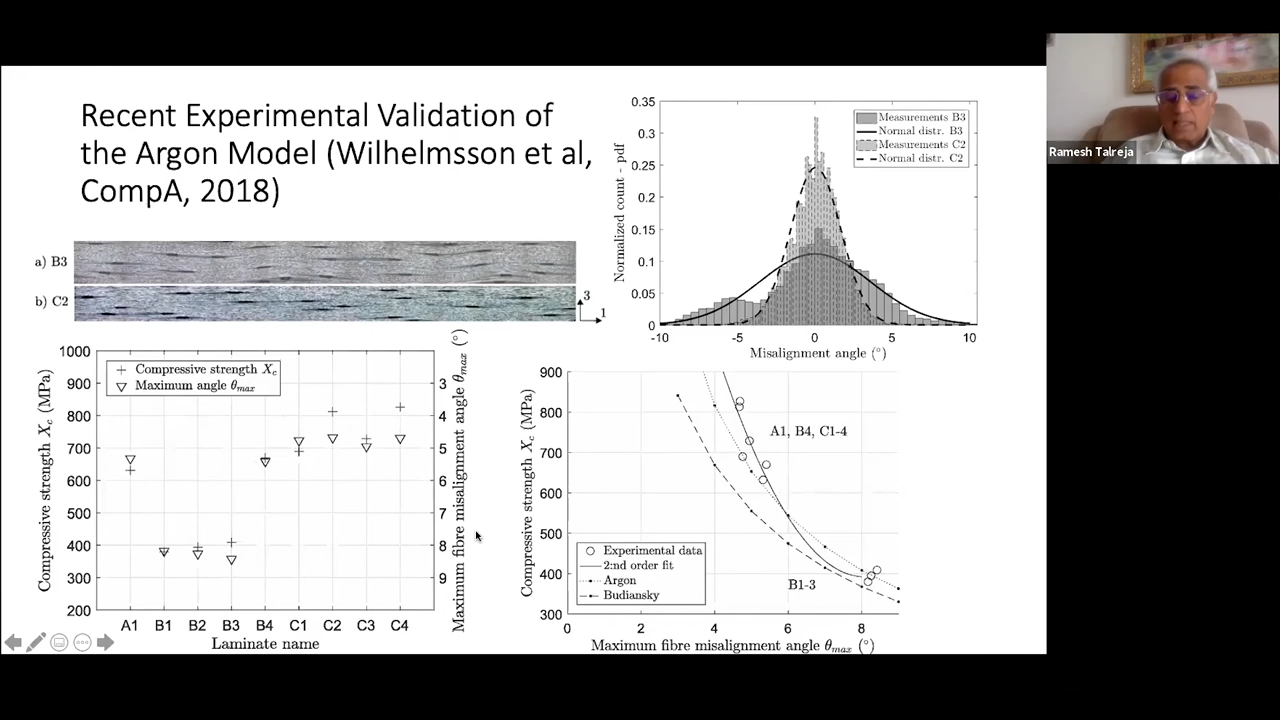 Recent Experimental Validation of
the Argon Model (Wilhelmsson et al,
CompA, 2018)
Ramesh Talreja
a) B3
b) C2
3
1
0.35
0.3
0.25
0.2
0.15
0.1
0.05
0
-10
-5
0
5
10
Normalized count - pdf
Misalignment angle (°)
Measurements B3
Normal distr. B3
Measurements C2
Normal distr. C2
1000
900
800
700
600
500
400
300
200
Compressive strength Xc (MPa)
Compressive strength Xc
Maximum angle θmax
3
4
5
6
7
8
9
Maximum fibre misalignment angle θmax (°)
A1 B1 B2 B3 B4 C1 C2 C3 C4
Laminate name
900
800
700
600
500
400
300
Compressive strength Xc (MPa)
A1, B4, C1-4
B1-3
Experimental data
2:nd order fit
Argon
Budiansky
0 2 4 6 8
Maximum fibre misalignment angle θmax (°)